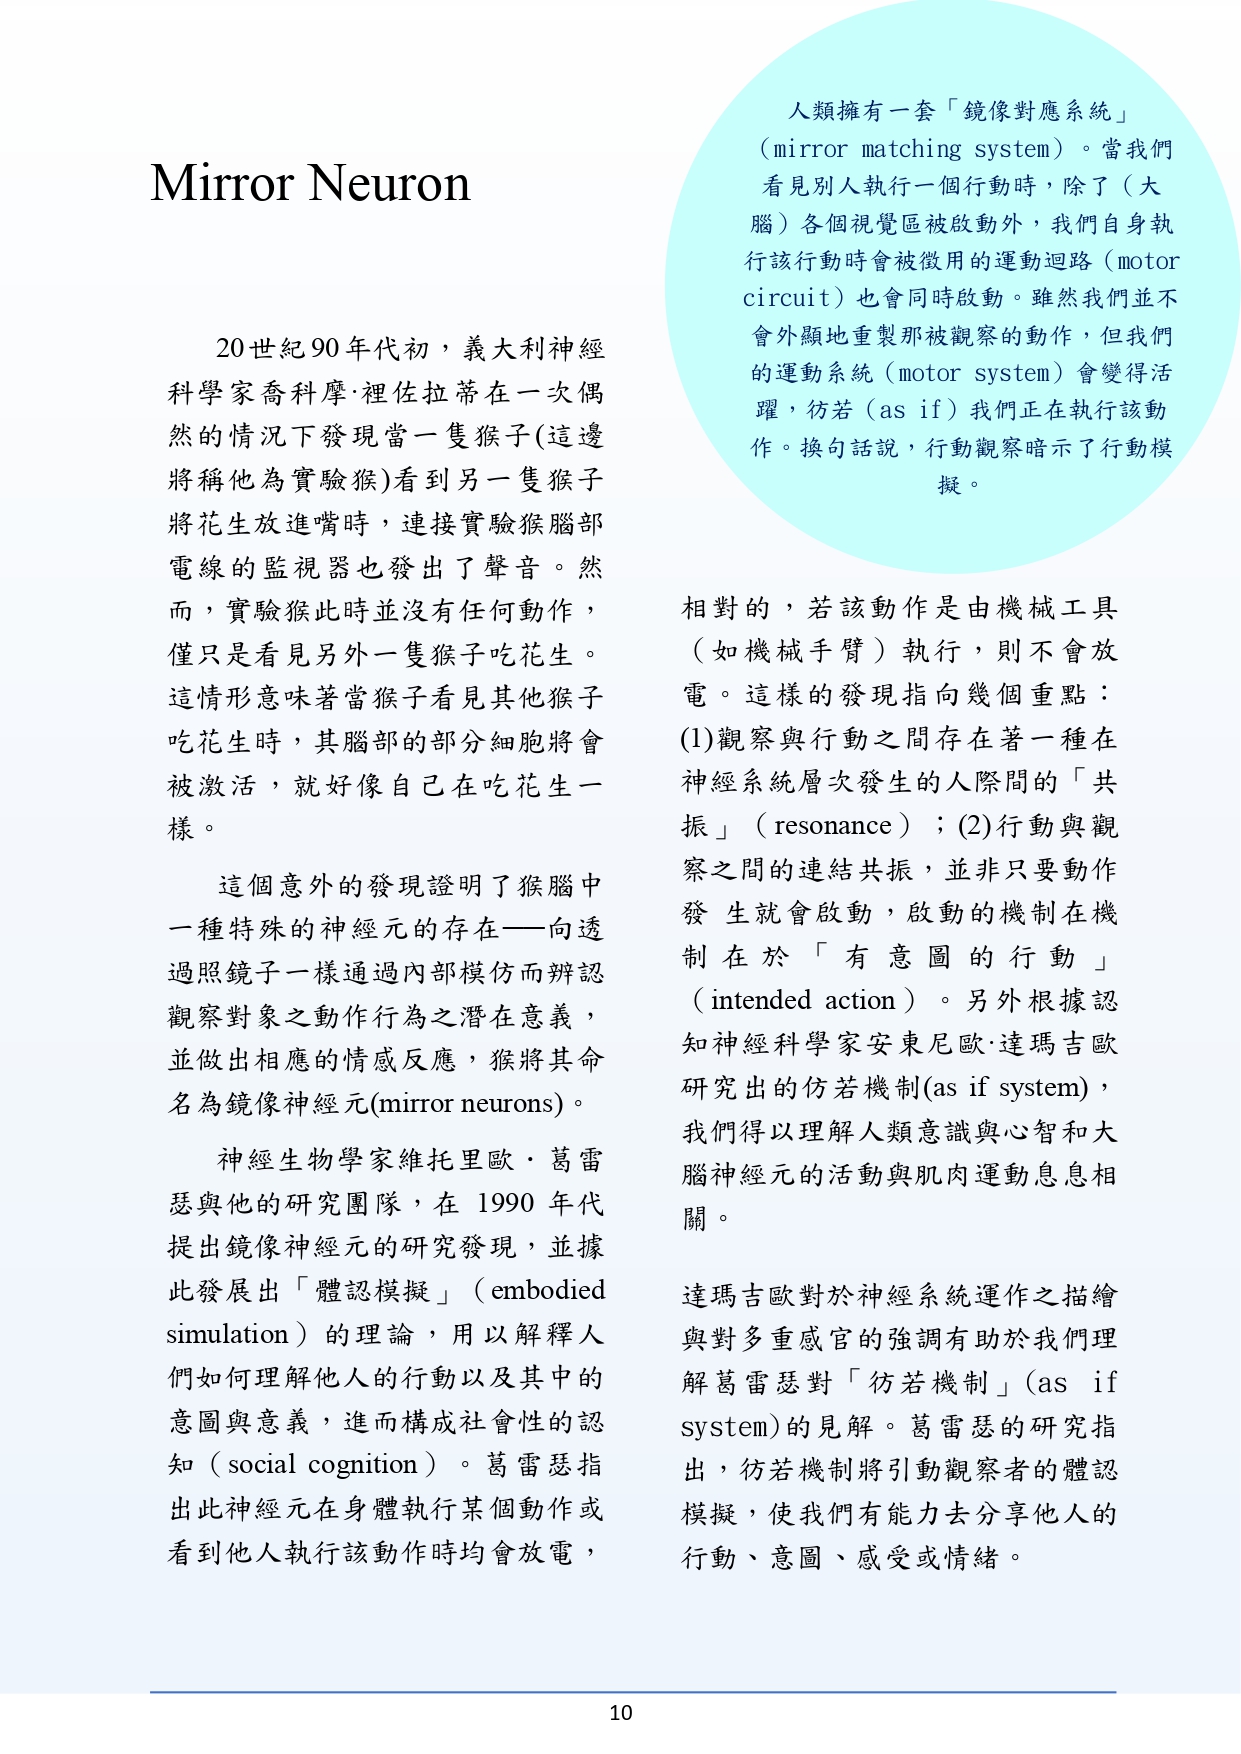 Mirror Neuron
人類擁有一套「鏡像對應系統」
（mirror matching system）。當我們
看見別人執行一個行動時，除了（大
腦）各個視覺區被啟動外，我們自身執
行該行動時會被徵用的運動迴路（motor
circuit）也會同時啟動。雖然我們並不
會外顯地重製那被觀察的動作，但我們
的運動系統（motor system）會變得活
躍，彷若（as if）我們正在執行該動
作。換句話說，行動觀察暗示了行動模
擬。
20世紀90年代初，義大利神經
科學家喬科摩·裡佐拉蒂在一次偶
然的情況下發現當一隻猴子(這邊
將稱他為實驗猴)看到另一隻猴子
將花生放進嘴時，連接實驗猴腦部
電線的監視器也發出了聲音。然
而，實驗猴此時並沒有任何動作，
僅只是看見另外一隻猴子吃花生。
這情形意味著當猴子看見其他猴子
吃花生時，其腦部的部分細胞將會
被激活，就好像自己在吃花生一
樣。
這個意外的發現證明了猴腦中
一種特殊的神經元的存在──向透
過照鏡子一樣通過內部模仿而辨認
觀察對象之動作行為之潛在意義，
並做出相應的情感反應，猴將其命
名為鏡像神經元(mirror neurons)。
神經生物學家維托里歐．葛雷
瑟與他的研究團隊，在 1990 年代
提出鏡像神經元的研究發現，並據
此發展出「體認模擬」（embodied
simulation）的理論，用以解釋人
們如何理解他人的行動以及其中的
意圖與意義，進而構成社會性的認
知（social cognition）。葛雷瑟指
出此神經元在身體執行某個動作或
看到他人執行該動作時均會放電，
相對的，若該動作是由機械工具
（如機械手臂）執行，則不會放
電。這樣的發現指向幾個重點：
(1)觀察與行動之間存在著一種在
神經系統層次發生的人際間的「共
振」（resonance）；(2)行動與觀
察之間的連結共振，並非只要動作
發 生就會啟動，啟動的機制在機
制在於「有意圖的行動」
（intended action）。另外根據認
知神經科學家安東尼歐·達瑪吉歐
研究出的仿若機制(as if system)，
我們得以理解人類意識與心智和大
腦神經元的活動與肌肉運動息息相
關。
達瑪吉歐對於神經系統運作之描繪
與對多重感官的強調有助於我們理
解葛雷瑟對「彷若機制」(as if
system)的見解。葛雷瑟的研究指
出，彷若機制將引動觀察者的體認
模擬，使我們有能力去分享他人的
行動、意圖、感受或情緒。
10